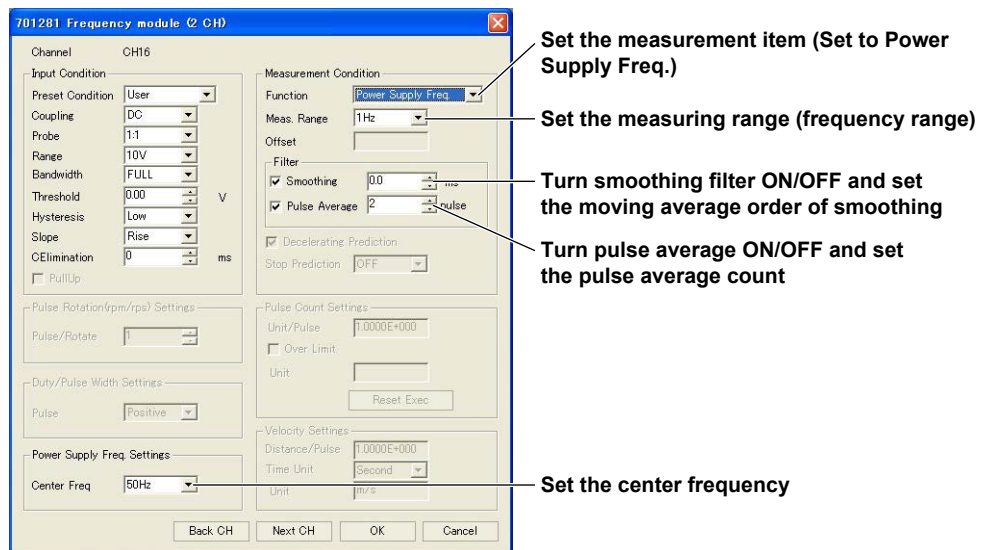 701281 Frequency module (2 CH)
Channel CH16
Input Condition
Preset Condition User
Coupling DC
Probe 1:1
Range 10V
Bandwidth FULL
Threshold 0.00 V
Hysteresis Low
Slope Rise
CElimination 0 ms
PullUp
Pulse Rotation(rpm/rps) Settings
Pulse/Rotate 1
Duty/Pulse Width Settings
Pulse Positive
Power Supply Freq. Settings
Center Freq 50Hz
Measurement Condition
Function Power Supply Freq.
Meas. Range 1Hz
Offset
Filter
Smoothing 0.0 ms
Pulse Average 2 pulse
Decelerating Prediction
Stop Prediction OFF
Pulse Count Settings
Unit/Pulse 1.0000E+000
Over Limit
Unit
Reset Exec
Velocity Settings
Distance/Pulse 1.0000E+000
Time Unit Second
Unit m/s
Back CH Next CH OK Cancel
Set the measurement item (Set to Power
Supply Freq.)
Set the measuring range (frequency range)
Turn smoothing filter ON/OFF and set
the moving average order of smoothing
Turn pulse average ON/OFF and set
the pulse average count
Set the center frequency